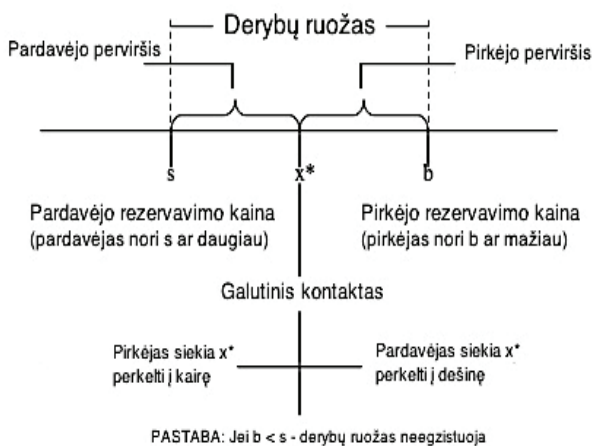 Derybų ruožas
Pardavėjo perviršis
Pirkėjo perviršis
s
x*
b
Pardavėjo rezervavimo kaina
(pardavėjas nori s ar daugiau)
Pirkėjo rezervavimo kaina
(pirkėjas nori b ar mažiau)
Galutinis kontaktas
Pirkėjas siekia x*
perkelti į kairę
Pardavėjas siekia x*
perkelti į dešinę
PASTABA: Jei b < s - derybų ruožas neegzistuoja